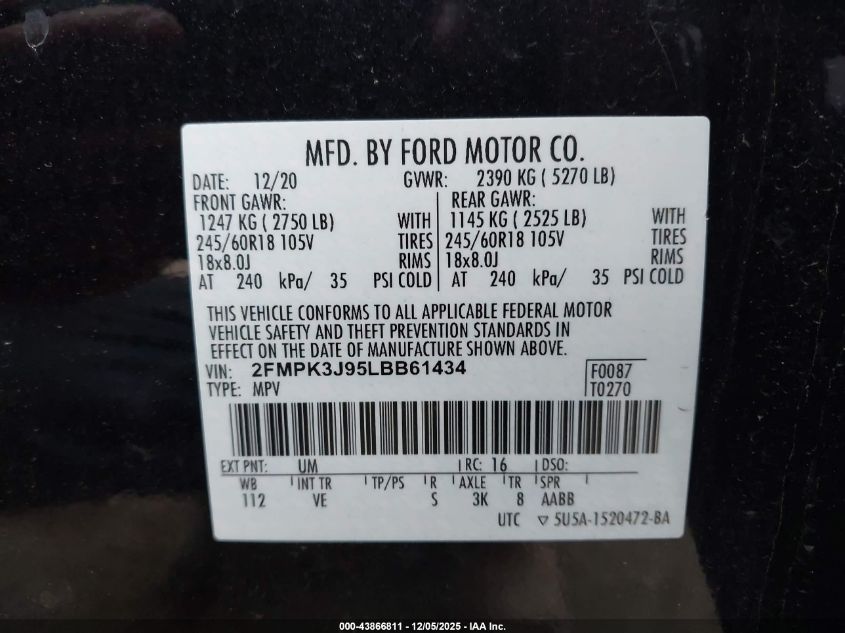 MFD. BY FORD MOTOR CO.
DATE: 12/20 GVWR: 2390 KG ( 5270 LB)
FRONT GAWR: REAR GAWR:
1247 KG ( 2750 LB) WITH 1145 KG ( 2525 LB) WITH
245/60R18 105V TIRES 245/60R18 105V TIRES
18x8.0J RIMS 18x8.0J RIMS
AT 240 kPa/ 35 PSI COLD AT 240 kPa/ 35 PSI COLD
THIS VEHICLE CONFORMS TO ALL APPLICABLE FEDERAL MOTOR
VEHICLE SAFETY AND THEFT PREVENTION STANDARDS IN
EFFECT ON THE DATE OF MANUFACTURE SHOWN ABOVE.
VIN: 2FMPK3J95LBB61434 F0087
TYPE: MPV T0270
EXT PNT: UM RC: 16 DSO:
WB INT TR TP/PS R AXLE TR SPR
112 VE S 3K 8 AABB
UTC ▽ 5U5A-1520472-BA
000-43866811 - 12/05/2025 - IAA Inc.